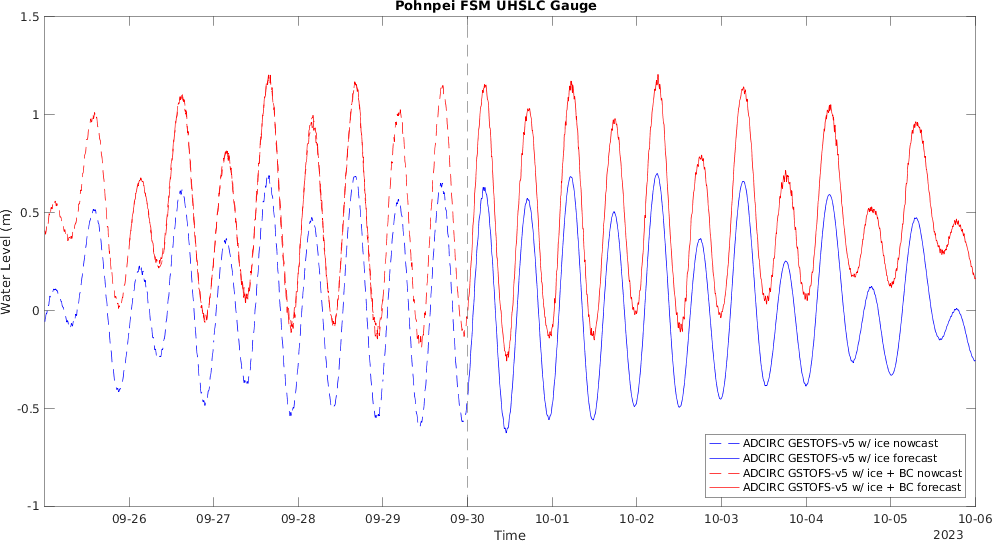 Pohnpei FSM UHSLC Gauge
1.5
1
0.5
0
-0.5
-1
Water Level (m)
ADCIRC GESTOFS-v5 w/ ice nowcast
ADCIRC GESTOFS-v5 w/ ice forecast
ADCIRC GSTOFS-v5 w/ ice + BC nowcast
ADCIRC GSTOFS-v5 w/ ice + BC forecast
09-26 09-27 09-28 09-29 09-30 10-01 10-02 10-03 10-04 10-05 10-06
Time
2023